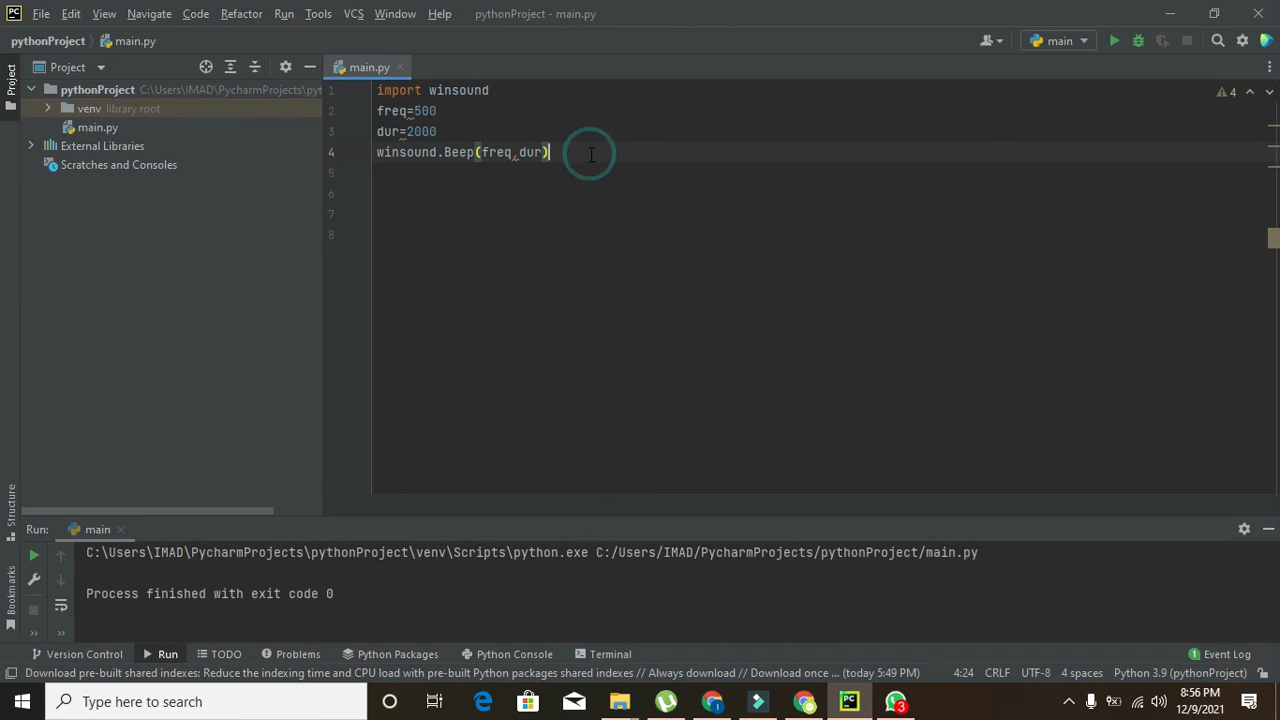 PC File Edit View Navigate Code Refactor Run Tools VCS Window Help pythonProject - main.py
pythonProject main.py main
Project Project main.py
pythonProject C:\Users\IMAD\PycharmProjects\pyt
venv library root
main.py
External Libraries
Scratches and Consoles
1 import winsound 4
2 freq=500
3 dur=2000
4 winsound.Beep(freq,dur)
5
6
7
8
Structure
Bookmarks
Run: main
C:\Users\IMAD\PycharmProjects\pythonProject\venv\Scripts\python.exe C:/Users/IMAD/PycharmProjects/pythonProject/main.py
Process finished with exit code 0
Version Control Run TODO Problems Python Packages Python Console Terminal 1 Event Log
Download pre-built shared indexes: Reduce the indexing time and CPU load with pre-built Python packages shared indexes // Always download // Download once ... (today 5:49 PM) 4:24 CRLF UTF-8 4 spaces Python 3.9 (pythonProject)
Type here to search PC 3 8:56 PM
12/9/2021